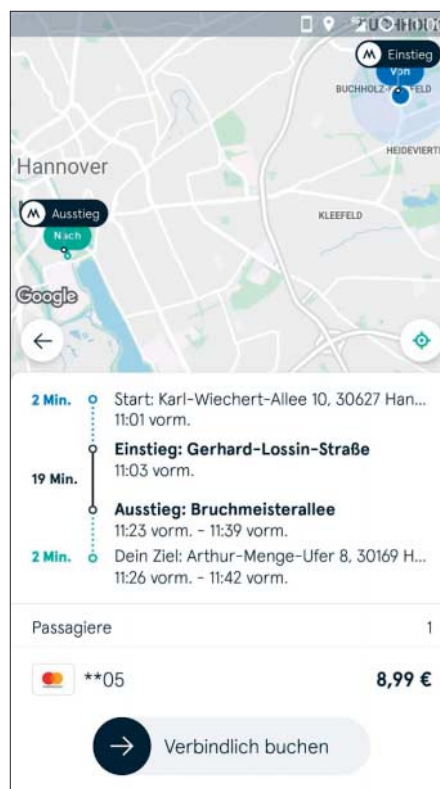 Einstieg
Von
BUCHHOLZ-
FELD
HEIDEVIERT
Hannover
KLEEFELD
Ausstieg
Nach
Google
2 Min.
Start: Karl-Wiechert-Allee 10, 30627 Han...
11:01 vorm.
Einstieg: Gerhard-Lossin-Straße
19 Min.
11:03 vorm.
Ausstieg: Bruchmeisterallee
11:23 vorm. - 11:39 vorm.
2 Min.
Dein Ziel: Arthur-Menge-Ufer 8, 30169 H...
11:26 vorm. - 11:42 vorm.
Passagiere 1
**05 8,99 €
Verbindlich buchen